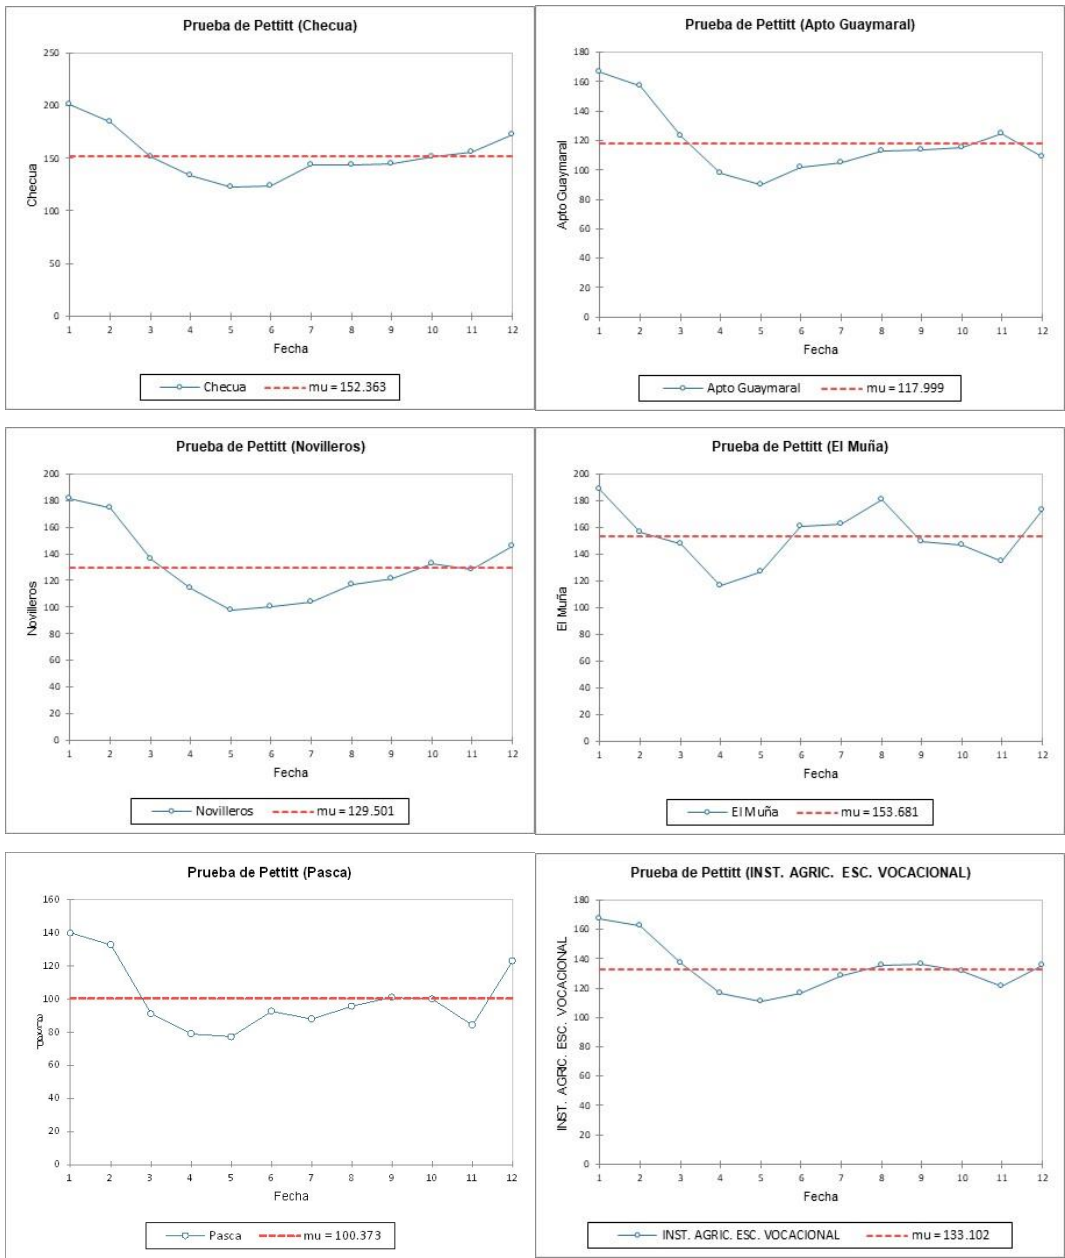 Prueba de Pettitt (Checua)
250
200
150
100
50
0
Checua
1 2 3 4 5 6 7 8 9 10 11 12
Fecha
Checua mu = 152.363
Prueba de Pettitt (Apto Guaymaral)
180
160
140
120
100
80
60
40
20
0
Apto Guaymaral
1 2 3 4 5 6 7 8 9 10 11 12
Fecha
Apto Guaymaral mu = 117.999
Prueba de Pettitt (Novilleros)
200
180
160
140
120
100
80
60
40
20
0
Novilleros
1 2 3 4 5 6 7 8 9 10 11 12
Fecha
Novilleros mu = 129.501
Prueba de Pettitt (El Muña)
200
180
160
140
120
100
80
60
40
20
0
El Muña
1 2 3 4 5 6 7 8 9 10 11 12
Fecha
El Muña mu = 153.681
Prueba de Pettitt (Pasca)
160
140
120
100
80
60
40
20
0
1 2 3 4 5 6 7 8 9 10 11 12
Fecha
Pasca mu = 100.373
Prueba de Pettitt (INST. AGRIC. ESC. VOCACIONAL)
180
160
140
120
100
80
60
40
20
0
INST. AGRIC. ESC. VOCACIONAL
1 2 3 4 5 6 7 8 9 10 11 12
Fecha
INST. AGRIC. ESC. VOCACIONAL mu = 133.102